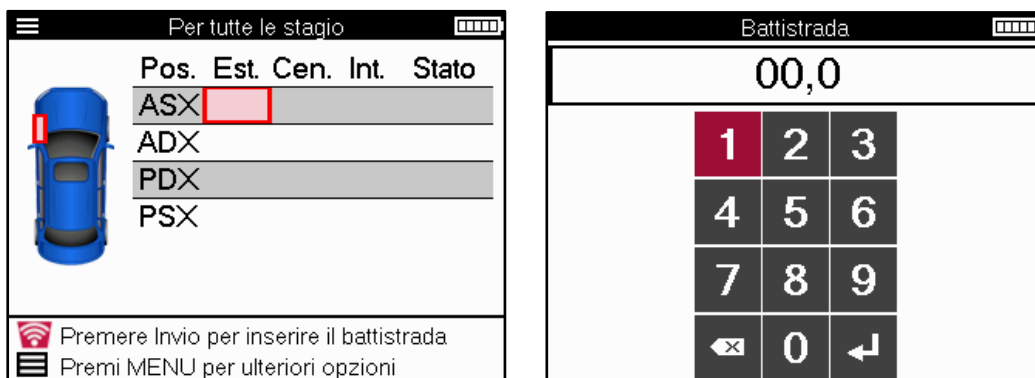 Per tutte le stagio
Pos. Est. Cen. Int. Stato
ASX
ADX
PDX
PSX
Premere Invio per inserire il battistrada
Premi MENU per ulteriori opzioni
Battistrada
00,0
1 2 3
4 5 6
7 8 9
0